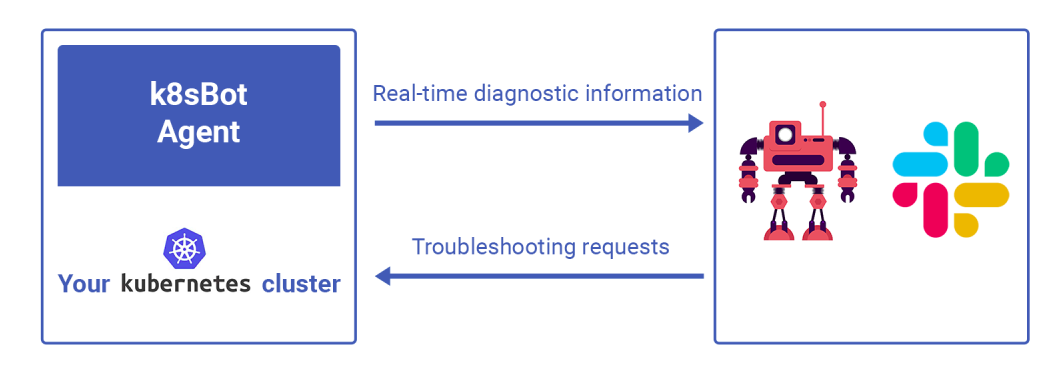 k8sBot
Agent
Real-time diagnostic information
Troubleshooting requests
Your kubernetes cluster